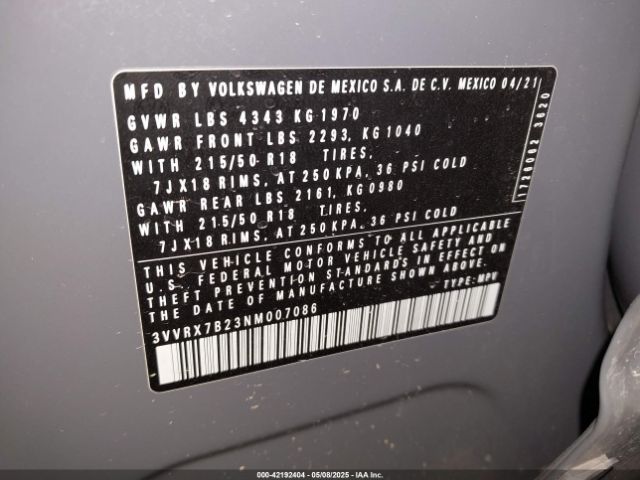 MFD BY VOLKSWAGEN DE MEXICO S.A. DE C.V. MEXICO 04/21
GVWR LBS 4343 KG 1970
GAWR FRONT LBS 2293, KG 1040
WITH 215/50 R18 TIRES,
7JX18 RIMS, AT 250 KPA, 36 PSI COLD
GAWR REAR LBS 2161, KG 0980
WITH 215/50 R18 TIRES,
7JX18 RIMS, AT 250 KPA, 36 PSI COLD
THIS VEHICLE CONFORMS TO ALL APPLICABLE
U.S. FEDERAL MOTOR VEHICLE SAFETY AND
THEFT PREVENTION STANDARDS IN EFFECT ON
THE DATE OF MANUFACTURE SHOWN ABOVE.
3VVRX7B23NM007086 TYPE: MPV
1726062 3620
000-42192404 | 05/08/2025 | IAA Inc.